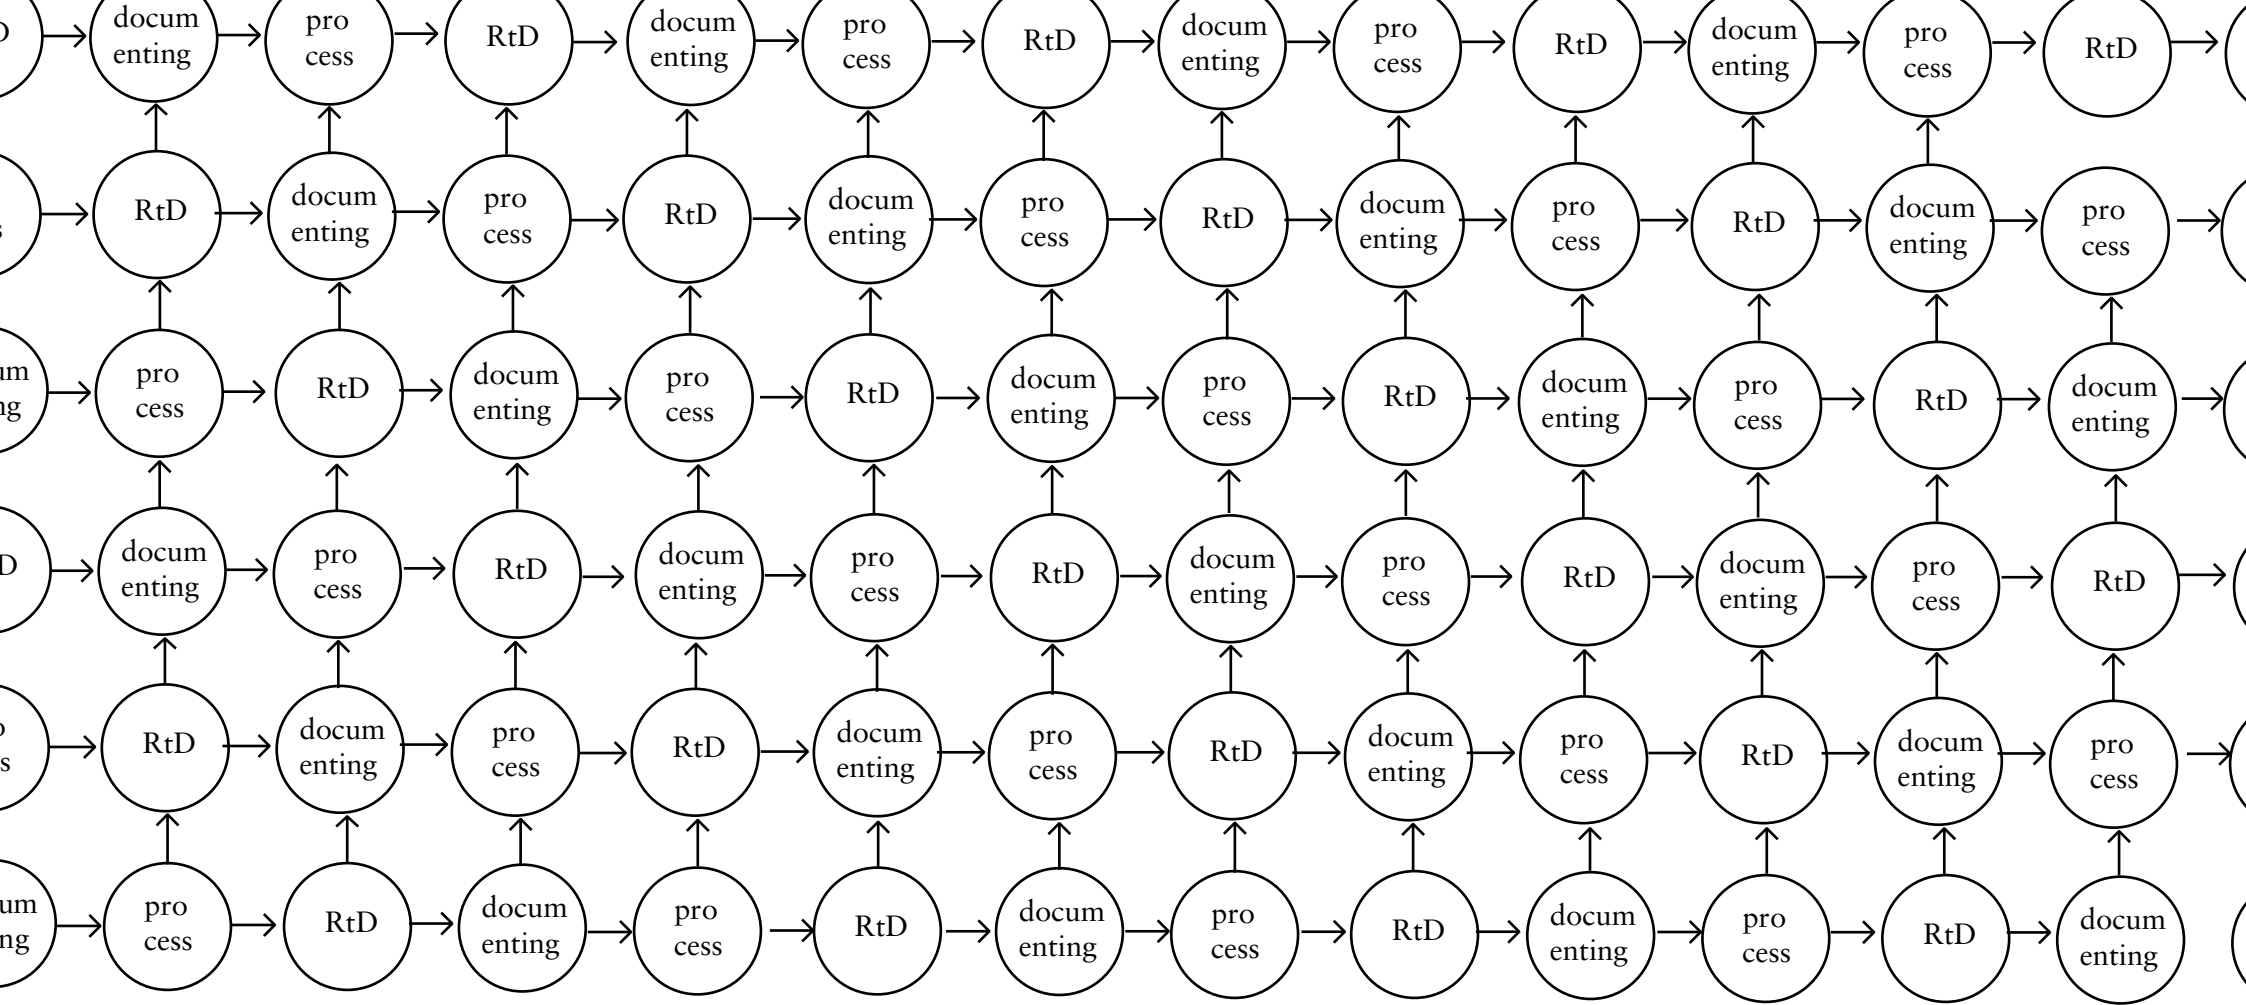 D docum pro RtD docum pro RtD docum pro RtD docum pro RtD
enting cess enting cess enting cess enting cess
RtD docum pro RtD docum pro RtD docum pro RtD docum pro
s enting cess enting cess enting cess enting cess
um pro RtD docum pro RtD docum pro RtD docum pro RtD docum
ng cess enting cess enting cess enting cess enting
D docum pro RtD docum pro RtD docum pro RtD docum pro RtD
enting cess enting cess enting cess enting cess
o RtD docum pro RtD docum pro RtD docum pro RtD docum pro
s enting cess enting cess enting cess enting cess
um pro RtD docum pro RtD docum pro RtD docum pro RtD docum
ng cess enting cess enting cess enting cess enting